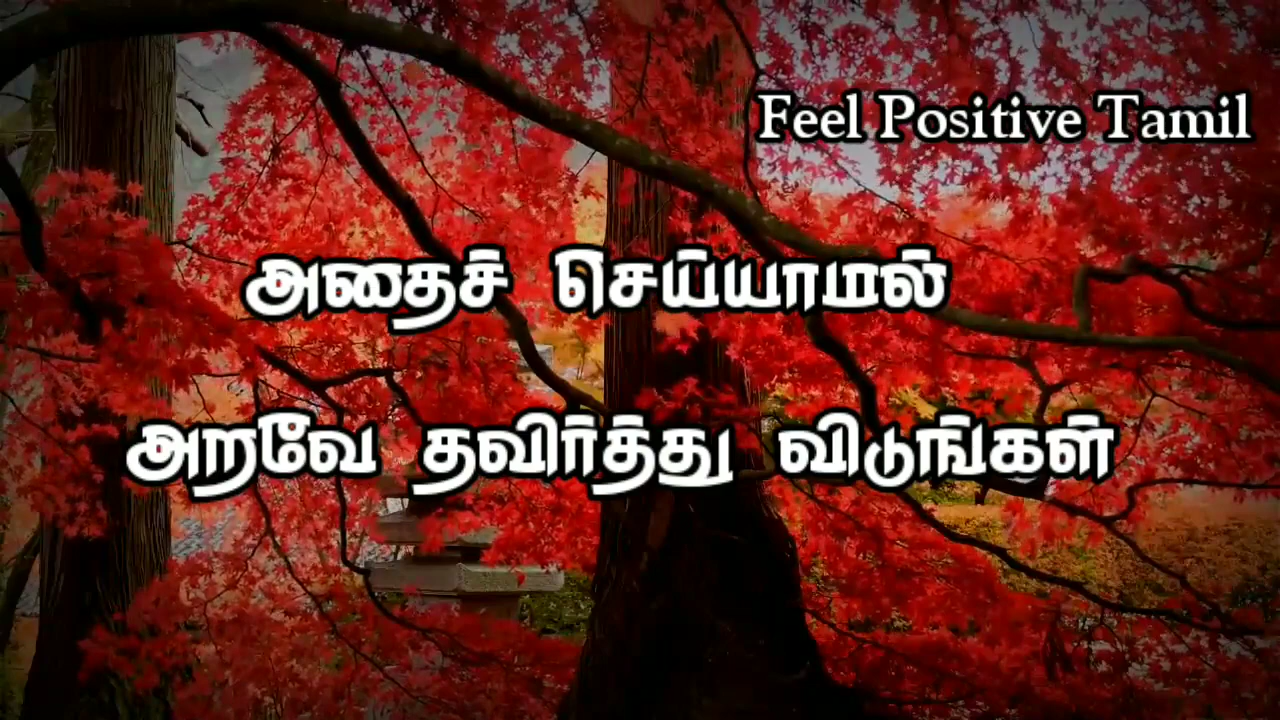 Feel Positive Tamil
அதைச் செய்யாமல்
அறவே தவிர்த்து விடுங்கள்